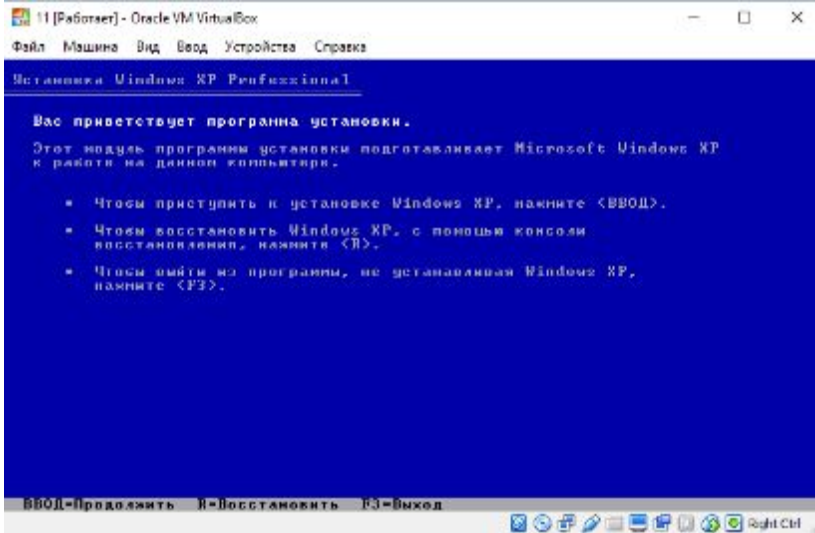 11 [Работает] - Oracle VM VirtualBox
Файл Машина Вид Ввод Устройства Справка
Установка Windows XP Professional
Вас приветствует программа установки.
Этот модуль программы установки подготавливает Microsoft Windows XP
к работе на данном компьютере.
• Чтобы приступить к установке Windows XP, нажмите <ВВОД>.
• Чтобы восстановить Windows XP, с помощью консоли
восстановления, нажмите <R>.
• Чтобы выйти из программы, не устанавливая Windows XP,
нажмите <F3>.
ВВОД=Продолжить R=Восстановить F3=Выход
Right Ctrl